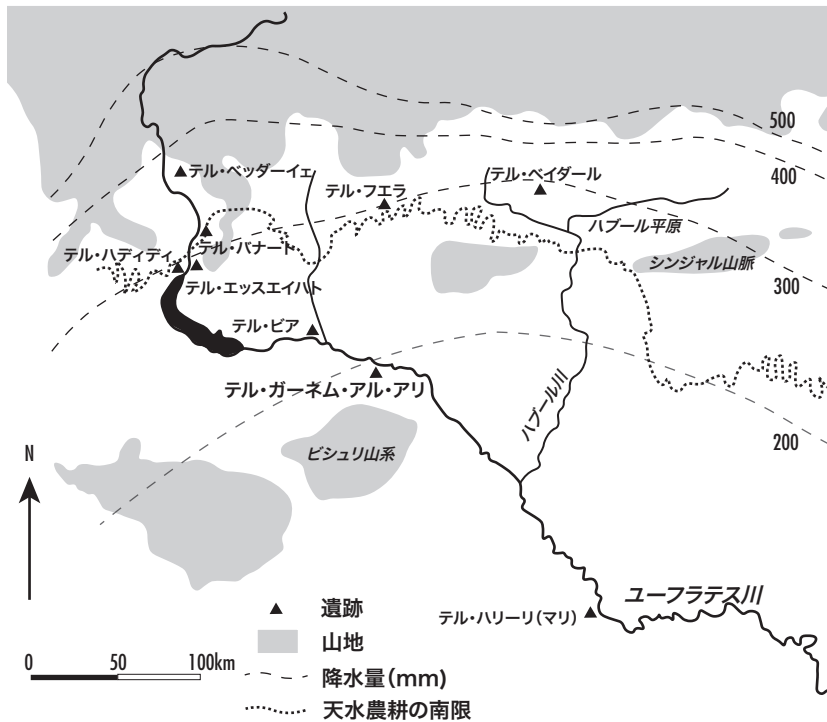 500
400
テル・ベッダーイェ
テル・ベイダール
テル・フエラ
ハブール平原
テル・バナート
テル・ハディディ
シンジャル山脈
テル・エッスエイハト
300
テル・ビア
テル・ガーネム・アル・アリ
ハブール川
200
ビシュリ山系
N
ユーフラテス川
遺跡
テル・ハリーリ(マリ)
山地
0 50 100km
降水量(mm)
天水農耕の南限